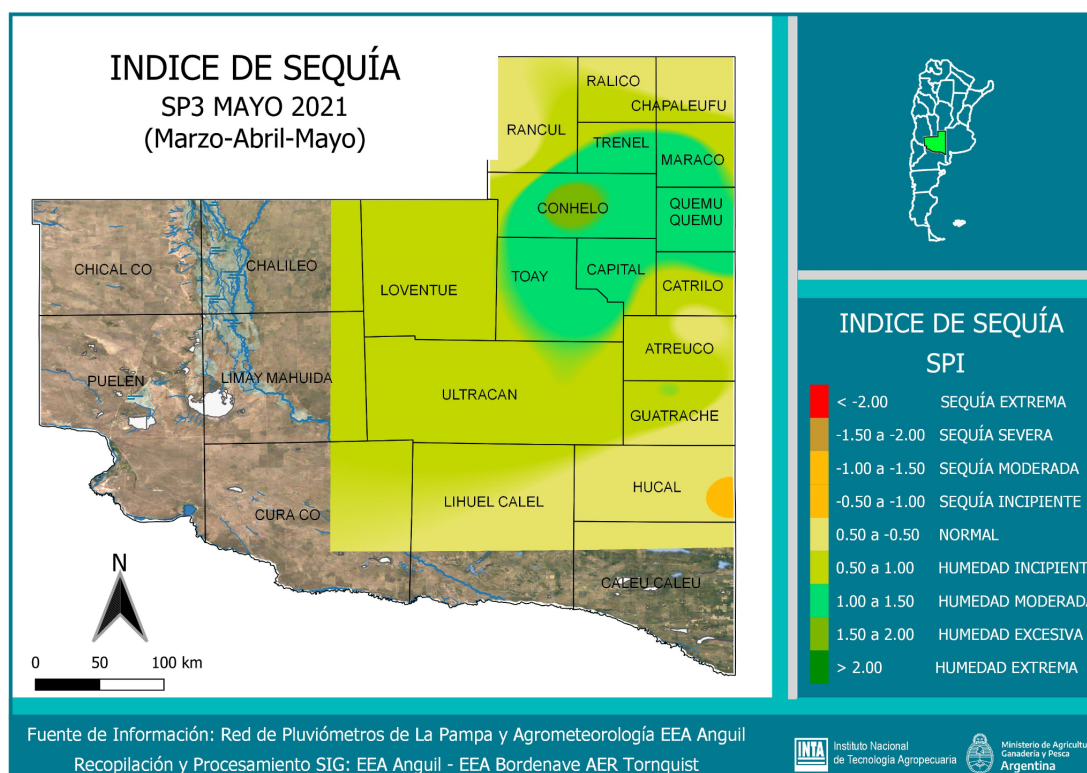 INDICE DE SEQUÍA
SP3 MAYO 2021
(Marzo-Abril-Mayo)
RALICO
CHAPALEUFU
RANCUL
TRENEL
MARACO
CONHELO
QUEMU
QUEMU
CHICAL CO
CHALILEO
LOVENTUE
TOAY
CAPITAL
CATRILO
PUELEN
LIMAY MAHUIDA
ULTRACAN
ATREUCO
GUATRACHE
CURA CO
LIHUEL CALEL
HUCAL
CALEU CALEU
N
0 50 100 km
INDICE DE SEQUÍA
SPI
< -2.00 SEQUÍA EXTREMA
-1.50 a -2.00 SEQUÍA SEVERA
-1.00 a -1.50 SEQUÍA MODERADA
-0.50 a -1.00 SEQUÍA INCIPIENTE
0.50 a -0.50 NORMAL
0.50 a 1.00 HUMEDAD INCIPIENT
1.00 a 1.50 HUMEDAD MODERADA
1.50 a 2.00 HUMEDAD EXCESIVA
> 2.00 HUMEDAD EXTREMA
Fuente de Información: Red de Pluviómetros de La Pampa y Agrometeorología EEA Anguil
Recopilación y Procesamiento SIG: EEA Anguil - EEA Bordenave AER Tornquist
INTA
Instituto Nacional
de Tecnología Agropecuaria
Ministerio de Agricultu
Ganadería y Pesca
Argentina